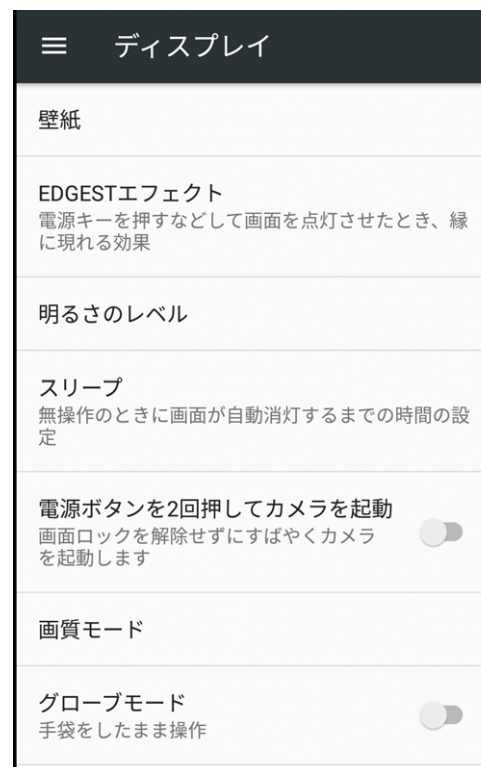 ディスプレイ
壁紙
EDGESTエフェクト
電源キーを押すなどして画面を点灯させたとき、縁
に現れる効果
明るさのレベル
スリープ
無操作のときに画面が自動消灯するまでの時間の設
定
電源ボタンを2回押してカメラを起動
画面ロックを解除せずにすばやくカメラ
を起動します
画質モード
グローブモード
手袋をしたまま操作